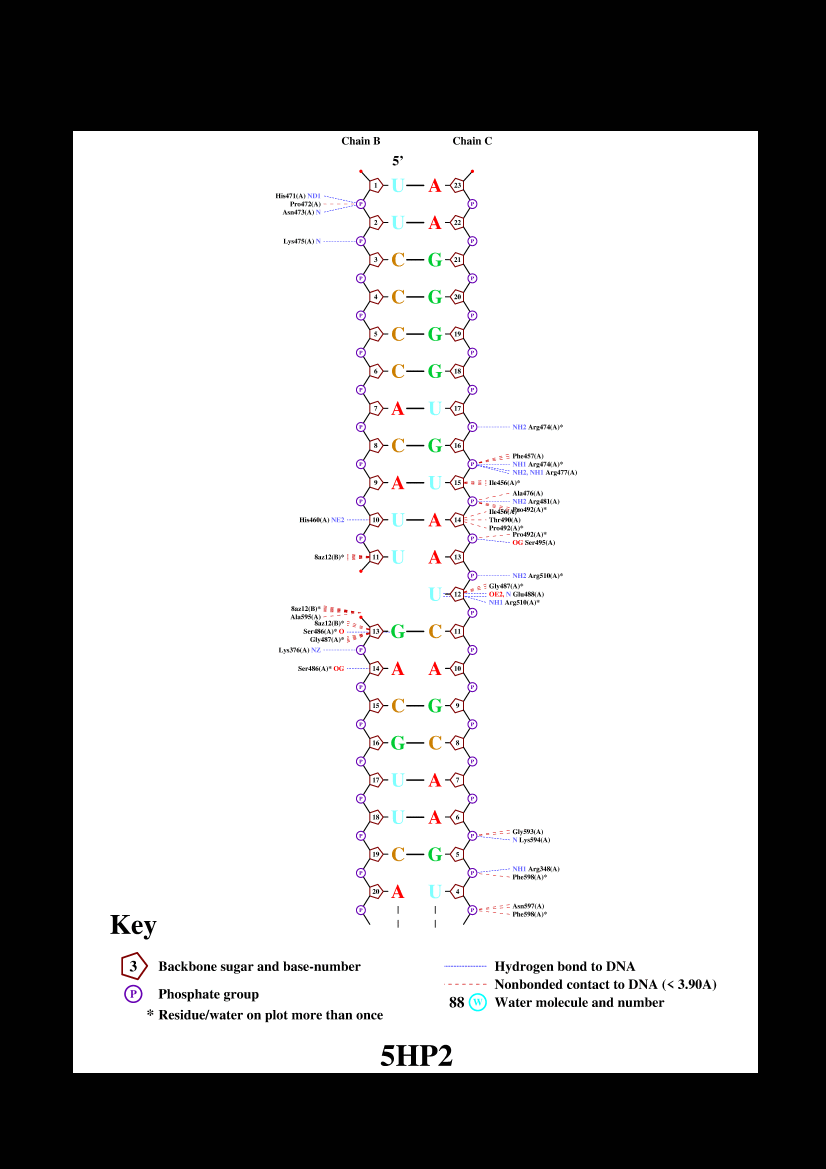 Chain B Chain C
5'
1 U A 23
His471(A) ND1
Pro472(A)
Asn473(A) N
P P
2 U A 22
Lys475(A) N P P
3 C G 21
P P
4 C G 20
P P
5 C G 19
P P
6 C G 18
P P
7 A U 17
P P NH2 Arg474(A)*
8 C G 16
Phe457(A)
P P NH1 Arg474(A)*
NH2, NH1 Arg477(A)
9 A U 15 Ile456(A)*
Ala476(A)
P P NH2 Arg481(A)
Pro492(A)*
Ile456(A)*
His460(A) NE2 10 U A 14 Thr490(A)
Pro492(A)*
Pro492(A)*
P P
OG Ser495(A)
8az12(B)* 11 U A 13
P NH2 Arg510(A)*
Gly487(A)*
U 12 OE2, N Glu488(A)
NH1 Arg510(A)*
8az12(B)*
Ala595(A)
8az12(B)*
Ser486(A)* O 13 G C 11
Gly487(A)*
Lys376(A) NZ P P
Ser486(A)* OG 14 A A 10
P P
15 C G 9
P P
16 G C 8
P P
17 U A 7
P P
18 U A 6
Gly593(A)
P P
N Lys594(A)
19 C G 5
NH1 Arg348(A)
P P
Phe598(A)*
20 A U 4
Asn597(A)
P P
Phe598(A)*
Key
3 Backbone sugar and base-number
P Phosphate group
* Residue/water on plot more than once
Hydrogen bond to DNA
Nonbonded contact to DNA (< 3.90A)
88 W Water molecule and number
5HP2